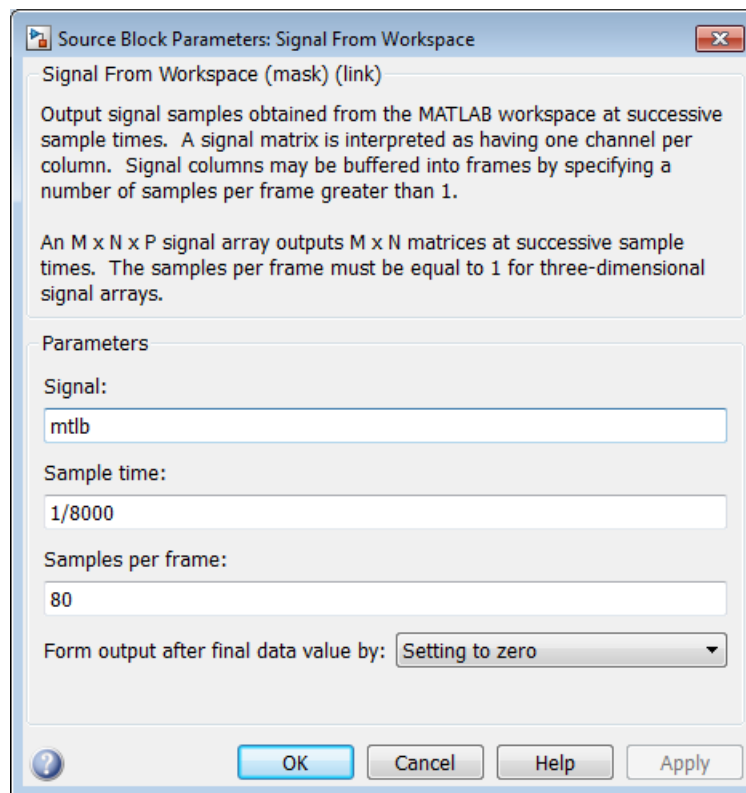 Source Block Parameters: Signal From Workspace
Signal From Workspace (mask) (link)
Output signal samples obtained from the MATLAB workspace at successive
sample times.  A signal matrix is interpreted as having one channel per
column.  Signal columns may be buffered into frames by specifying a
number of samples per frame greater than 1.
An M x N x P signal array outputs M x N matrices at successive sample
times.  The samples per frame must be equal to 1 for three-dimensional
signal arrays.
Parameters
Signal:
mtlb
Sample time:
1/8000
Samples per frame:
80
Form output after final data value by: Setting to zero
? OK Cancel Help Apply